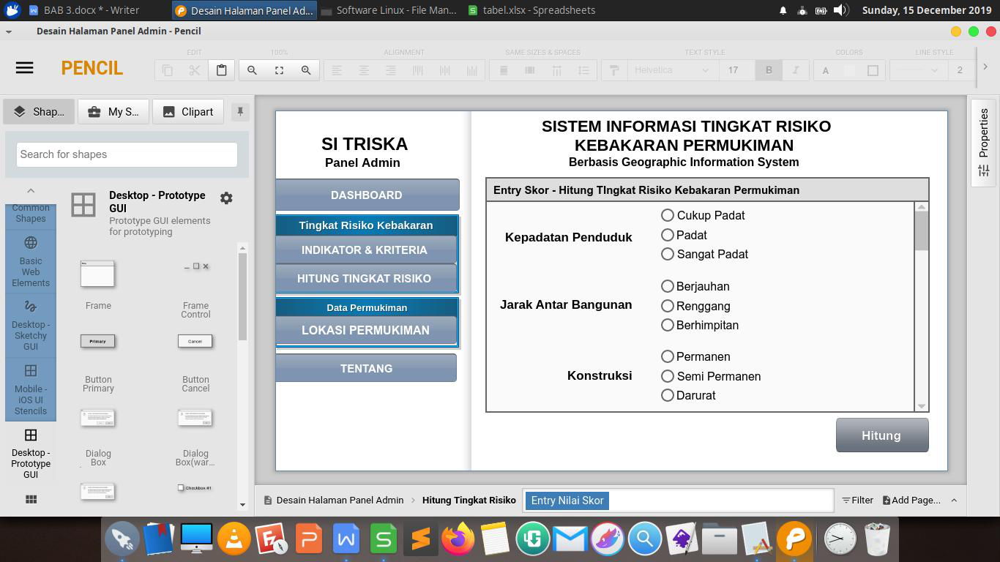 BAB 3.docx * - Writer
Desain Halaman Panel Ad...
Software Linux - File Man...
tabel.xlsx - Spreadsheets
Sunday, 15 December 2019
Desain Halaman Panel Admin - Pencil
PENCIL
EDIT
100%
ALIGNMENT
SAME SIZES & SPACES
TEXT STYLE
COLORS
LINE STYLE
Helvetica
17
B
I
A
2
Shap...
My S...
Clipart
Search for shapes
Common
Shapes
Basic
Web
Elements
Desktop -
Sketchy
GUI
Mobile -
iOS UI
Stencils
Desktop -
Prototype
GUI
Desktop - Prototype
GUI
Prototype GUI elements
for prototyping
Frame
Frame
Control
Primary
Cancel
Button
Primary
Button
Cancel
Dialog
Box
Dialog
Box(war...
Checkbox #1
SI TRISKA
Panel Admin
DASHBOARD
Tingkat Risiko Kebakaran
INDIKATOR & KRITERIA
HITUNG TINGKAT RISIKO
Data Permukiman
LOKASI PERMUKIMAN
TENTANG
SISTEM INFORMASI TINGKAT RISIKO
KEBAKARAN PERMUKIMAN
Berbasis Geographic Information System
Entry Skor - Hitung TIngkat Risiko Kebakaran Permukiman
Kepadatan Penduduk
Cukup Padat
Padat
Sangat Padat
Jarak Antar Bangunan
Berjauhan
Renggang
Berhimpitan
Konstruksi
Permanen
Semi Permanen
Darurat
Hitung
Properties
Desain Halaman Panel Admin
Hitung Tingkat Risiko
Entry Nilai Skor
Filter
Add Page...